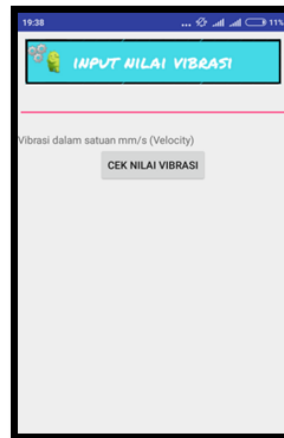 19:38 ... 11%
INPUT NILAI VIBRASI
Vibrasi dalam satuan mm/s (Velocity)
CEK NILAI VIBRASI